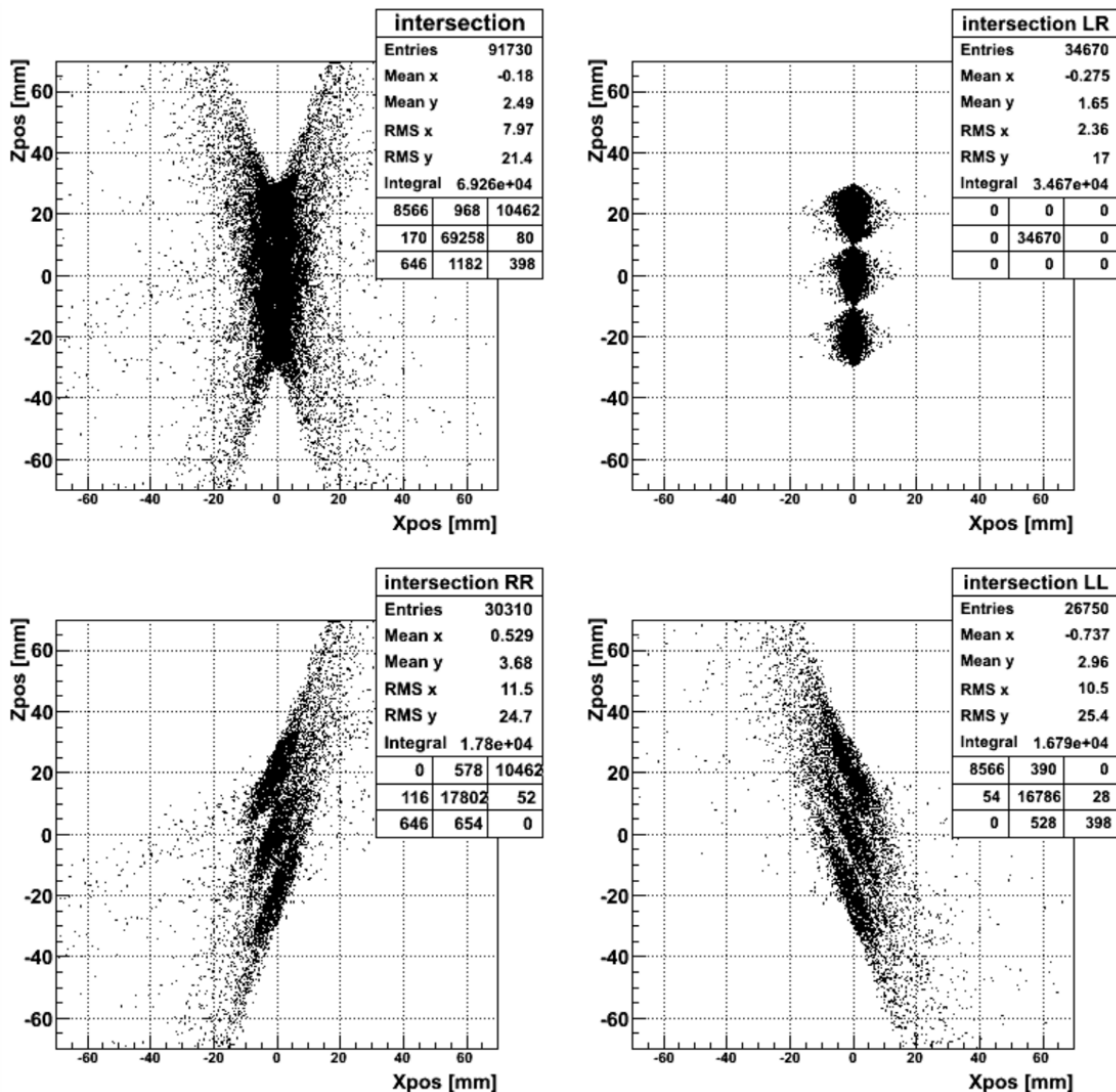 intersection
Entries 91730
Mean x -0.18
Mean y 2.49
RMS x 7.97
RMS y 21.4
Integral 6.926e+04
8566 968 10462
170 69258 80
646 1182 398
Zpos [mm]
60
40
20
0
-20
-40
-60
-60 -40 -20 0 20 40 60
Xpos [mm]
intersection LR
Entries 34670
Mean x -0.275
Mean y 1.65
RMS x 2.36
RMS y 17
Integral 3.467e+04
0 0 0
0 34670 0
0 0 0
Zpos [mm]
60
40
20
0
-20
-40
-60
-60 -40 -20 0 20 40 60
Xpos [mm]
intersection RR
Entries 30310
Mean x 0.529
Mean y 3.68
RMS x 11.5
RMS y 24.7
Integral 1.78e+04
0 578 10462
116 17802 52
646 654 0
Zpos [mm]
60
40
20
0
-20
-40
-60
-60 -40 -20 0 20 40 60
Xpos [mm]
intersection LL
Entries 26750
Mean x -0.737
Mean y 2.96
RMS x 10.5
RMS y 25.4
Integral 1.679e+04
8566 390 0
54 16786 28
0 528 398
Zpos [mm]
60
40
20
0
-20
-40
-60
-60 -40 -20 0 20 40 60
Xpos [mm]